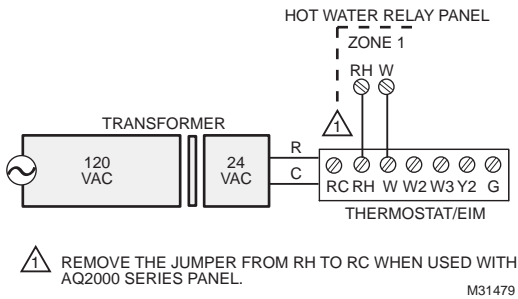 HOT WATER RELAY PANEL
ZONE 1
RH W
1
TRANSFORMER
120
VAC
24
VAC
R
C
RC RH W W2 W3 Y2 G
THERMOSTAT/EIM
1 REMOVE THE JUMPER FROM RH TO RC WHEN USED WITH
AQ2000 SERIES PANEL.
M31479